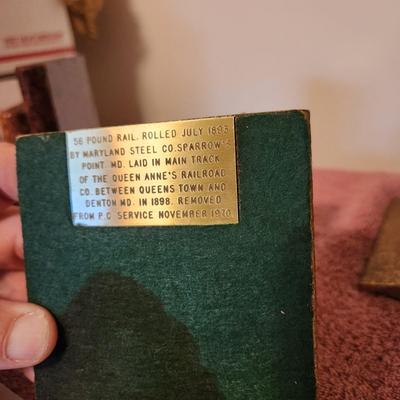 56 POUND RAIL. ROLLED JULY 1895
BY MARYLAND STEEL CO. SPARROW'S
POINT. MD. LAID IN MAIN TRACK
OF THE QUEEN ANNE'S RAILROAD
CO. BETWEEN QUEENS TOWN AND
DENTON MD. IN 1898. REMOVED
FROM P.C SERVICE NOVEMBER 1970.